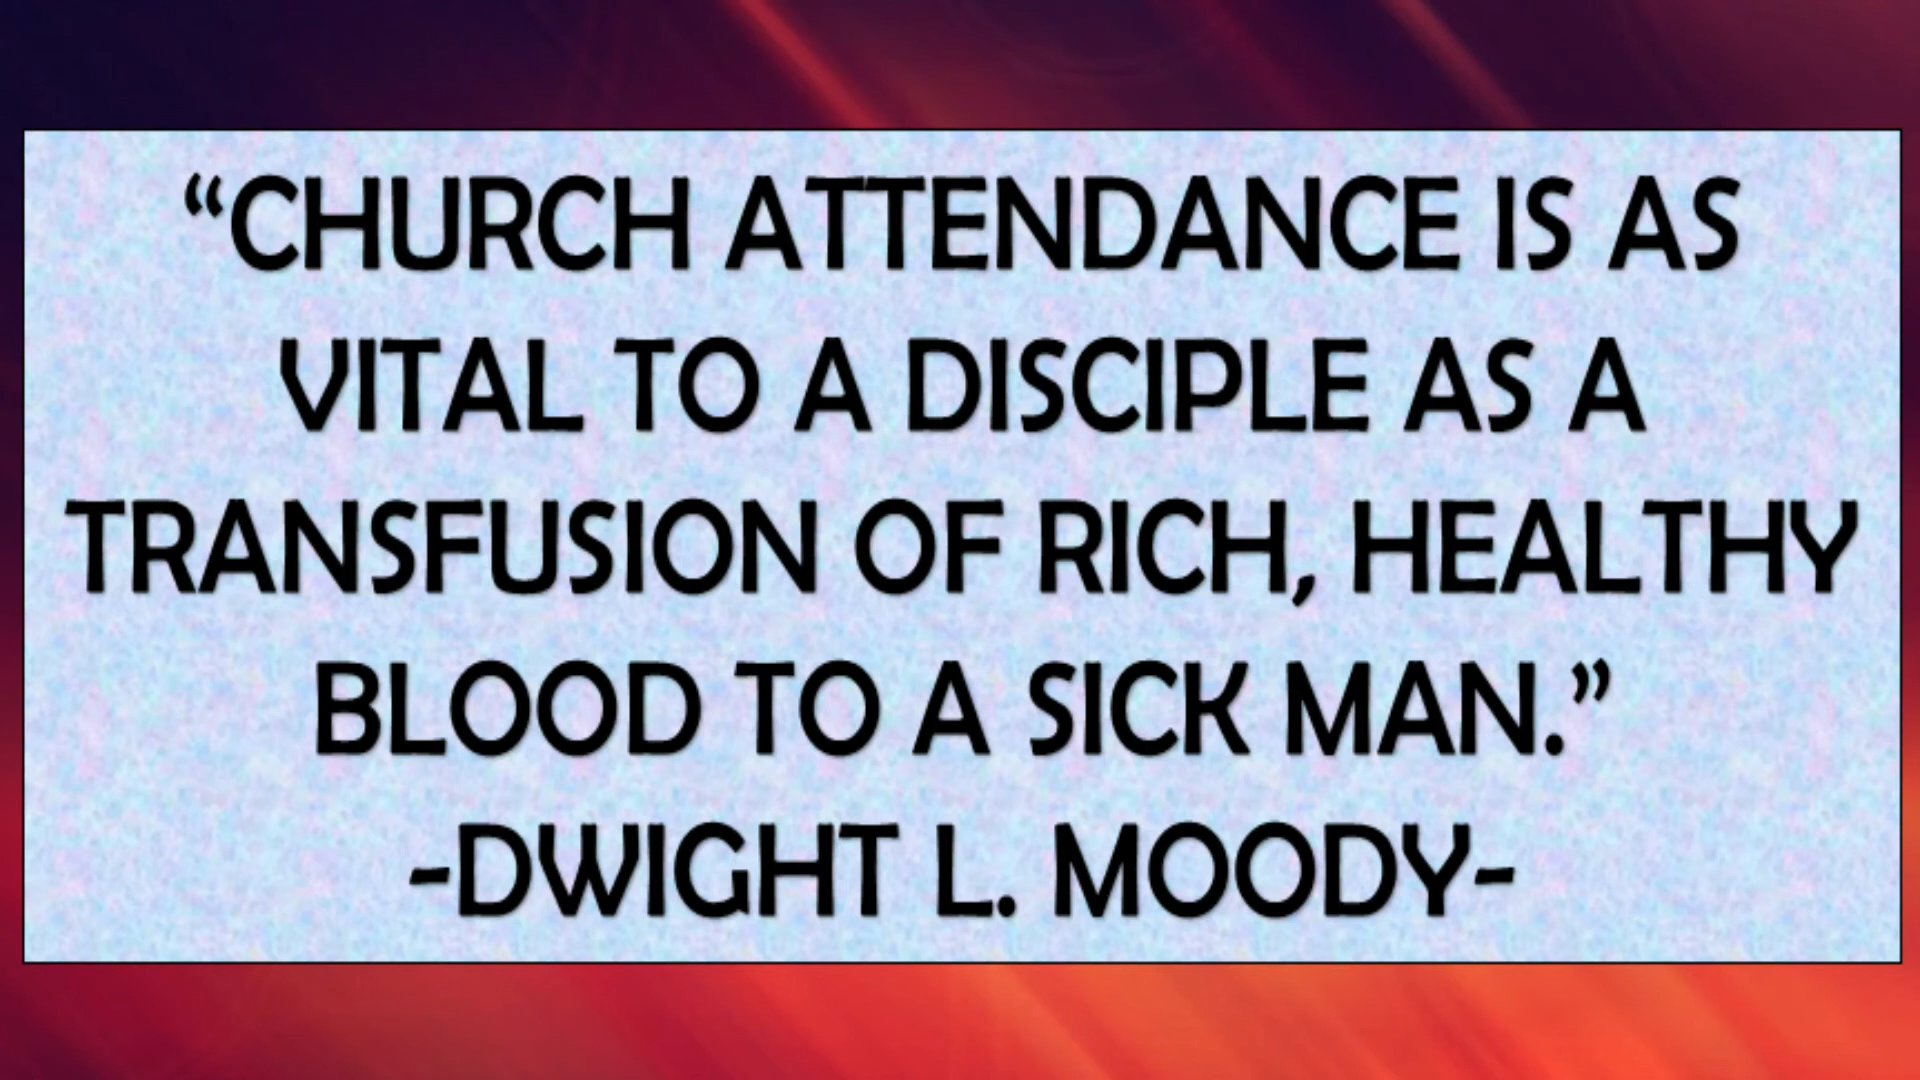 “CHURCH ATTENDANCE IS AS
VITAL TO A DISCIPLE AS A
TRANSFUSION OF RICH, HEALTHY
BLOOD TO A SICK MAN.”
-DWIGHT L. MOODY-